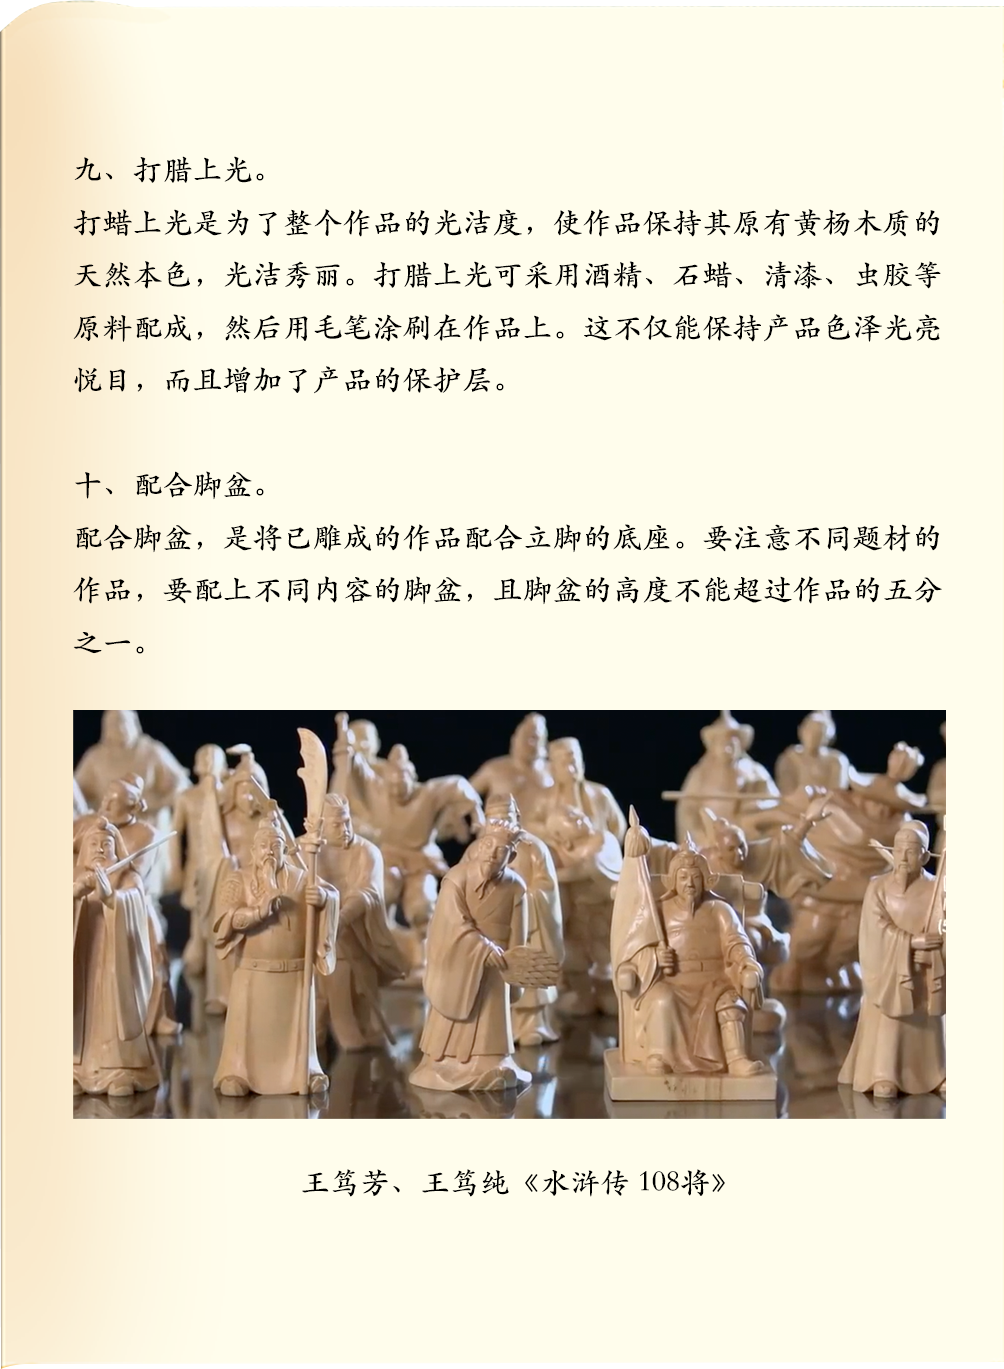 九、打腊上光。
打蜡上光是为了整个作品的光洁度，使作品保持其原有黄杨木质的
天然本色，光洁秀丽。打腊上光可采用酒精、石蜡、清漆、虫胶等
原料配成，然后用毛笔涂刷在作品上。这不仅能保持产品色泽光亮
悦目，而且增加了产品的保护层。
十、配合脚盆。
配合脚盆，是将已雕成的作品配合立脚的底座。要注意不同题材的
作品，要配上不同内容的脚盆，且脚盆的高度不能超过作品的五分
之一。
王笃芳、王笃纯《水浒传 108将》